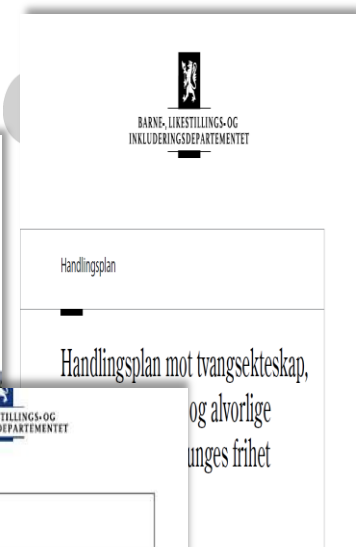 BARNE-, LIKESTILLINGS- OG
INKLUDERINGSDEPARTEMENTET
Handlingsplan
Handlingsplan mot tvangsekteskap,
og alvorlige
unges frihet
TILLINGS- OG
DEPARTEMENTET